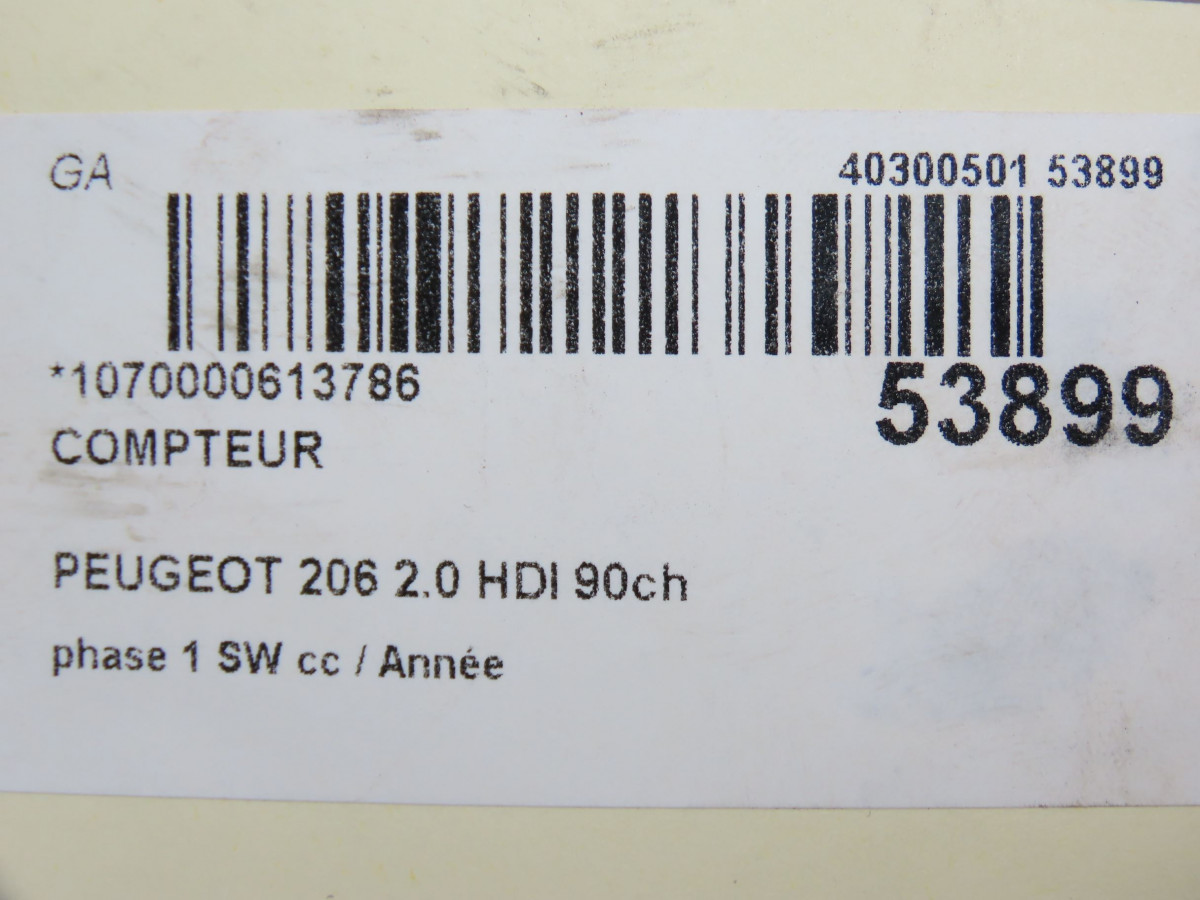 GA 40300501 53899
*1070000613786 53899
COMPTEUR
PEUGEOT 206 2.0 HDI 90ch
phase 1 SW cc / Année